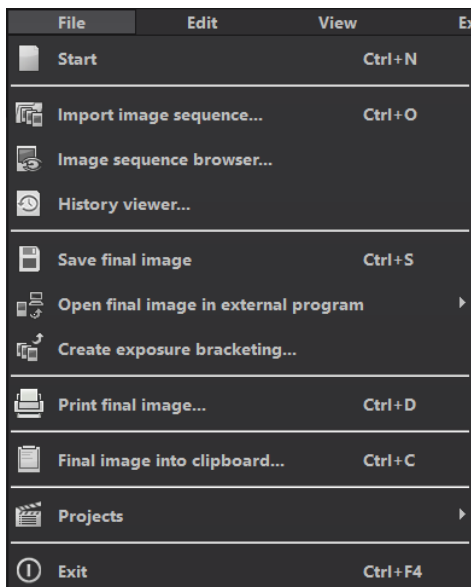 File Edit View Ex
Start Ctrl+N
Import image sequence... Ctrl+O
Image sequence browser...
History viewer...
Save final image Ctrl+S
Open final image in external program
Create exposure bracketing...
Print final image... Ctrl+D
Final image into clipboard... Ctrl+C
Projects
Exit Ctrl+F4